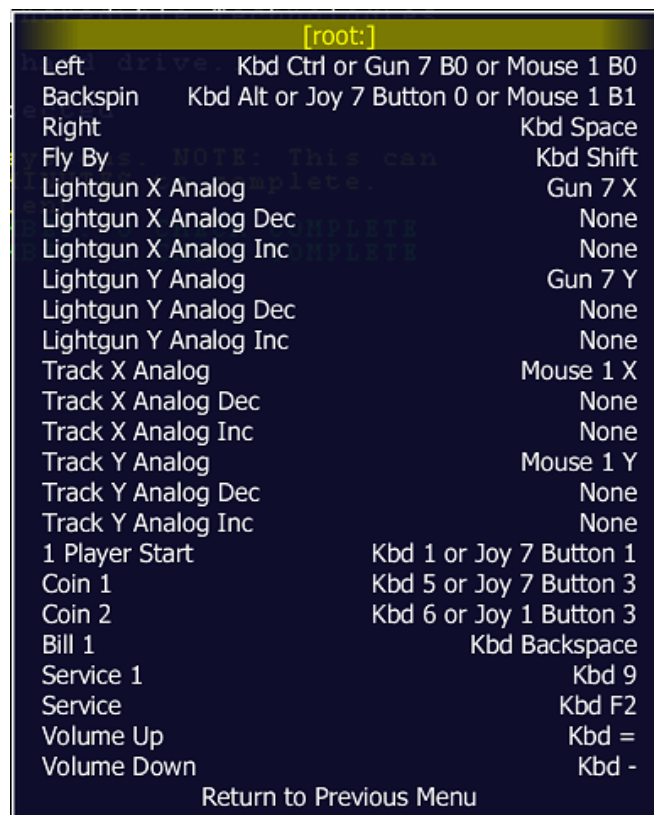 [root:]
Left Kbd Ctrl or Gun 7 B0 or Mouse 1 B0
Backspin Kbd Alt or Joy 7 Button 0 or Mouse 1 B1
Right Kbd Space
Fly By Kbd Shift
Lightgun X Analog Gun 7 X
Lightgun X Analog Dec None
Lightgun X Analog Inc None
Lightgun Y Analog Gun 7 Y
Lightgun Y Analog Dec None
Lightgun Y Analog Inc None
Track X Analog Mouse 1 X
Track X Analog Dec None
Track X Analog Inc None
Track Y Analog Mouse 1 Y
Track Y Analog Dec None
Track Y Analog Inc None
1 Player Start Kbd 1 or Joy 7 Button 1
Coin 1 Kbd 5 or Joy 7 Button 3
Coin 2 Kbd 6 or Joy 1 Button 3
Bill 1 Kbd Backspace
Service 1 Kbd 9
Service Kbd F2
Volume Up Kbd =
Volume Down Kbd -
Return to Previous Menu